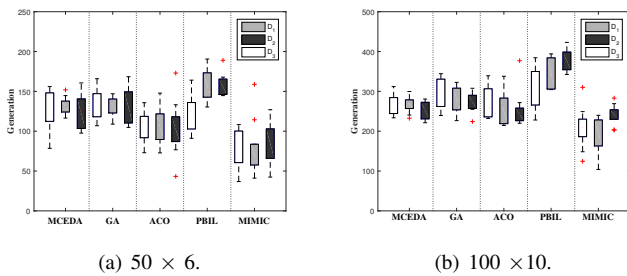 250
200
150
100
50
0
Generation
MCEDA GA ACO PBIL MIMIC
D1
D2
D3
(a) 50 × 6.
500
400
300
200
100
0
Generation
MCEDA GA ACO PBIL MIMIC
D1
D2
D3
(b) 100 ×10.